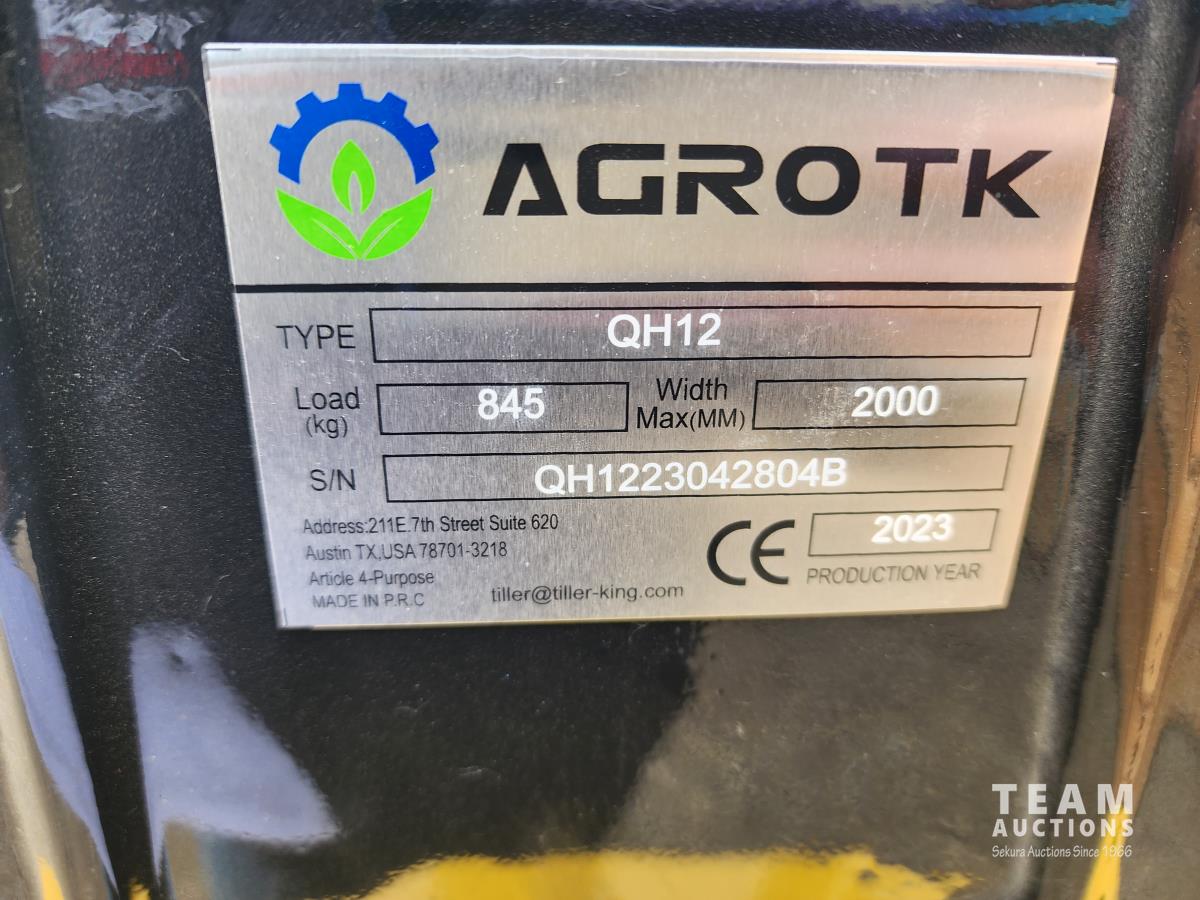 AGROTK
TYPE QH12
Load (kg) 845 Width Max(MM) 2000
S/N QH1223042804B
Address:211E.7th Street Suite 620
Austin TX,USA 78701-3218
Article 4-Purpose
MADE IN P.R.C
tiller@tiller-king.com
CE 2023
PRODUCTION YEAR
TEAM
AUCTIONS
Sekura Auctions Since 1966